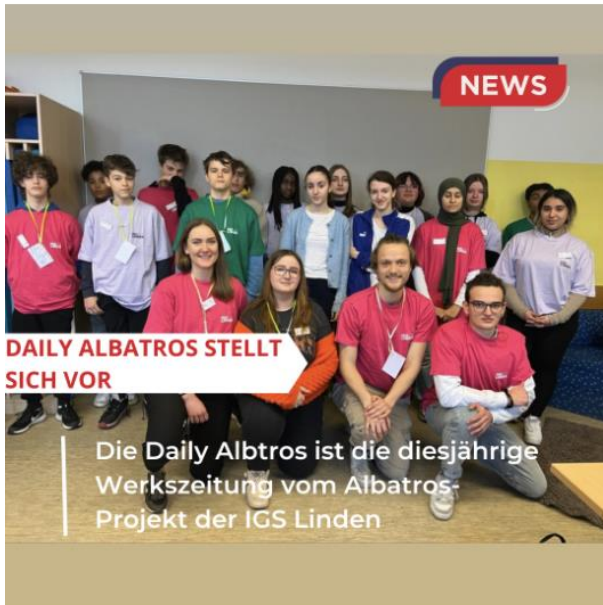 NEWS
DAILY ALBATROS STELLT
SICH VOR
Die Daily Albtros ist die diesjährige
Werkszeitung vom Albatros-
Projekt der IGS Linden